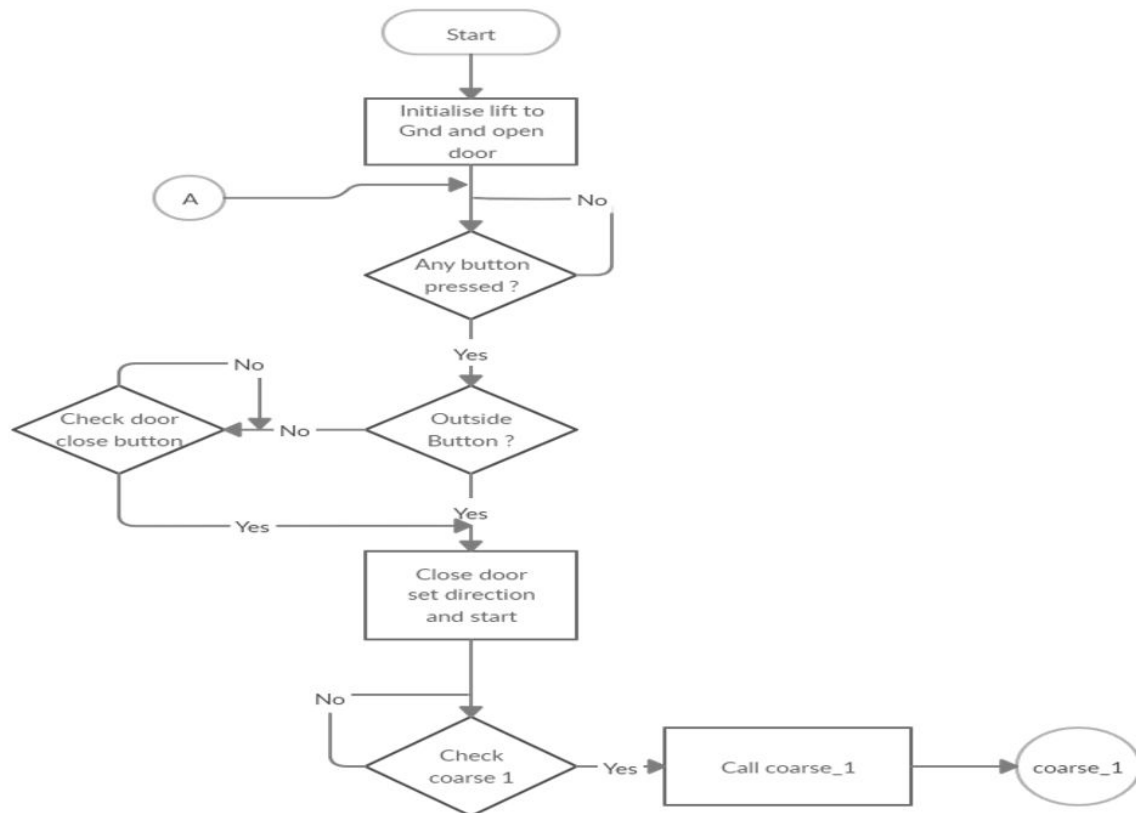 Start
Initialise lift to
Gnd and open
door
A
No
Any button
pressed ?
Yes
No
Check door
close button
No
Outside
Button ?
Yes
Yes
Close door
set direction
and start
No
Check
coarse 1
Yes
Call coarse_1
coarse_1